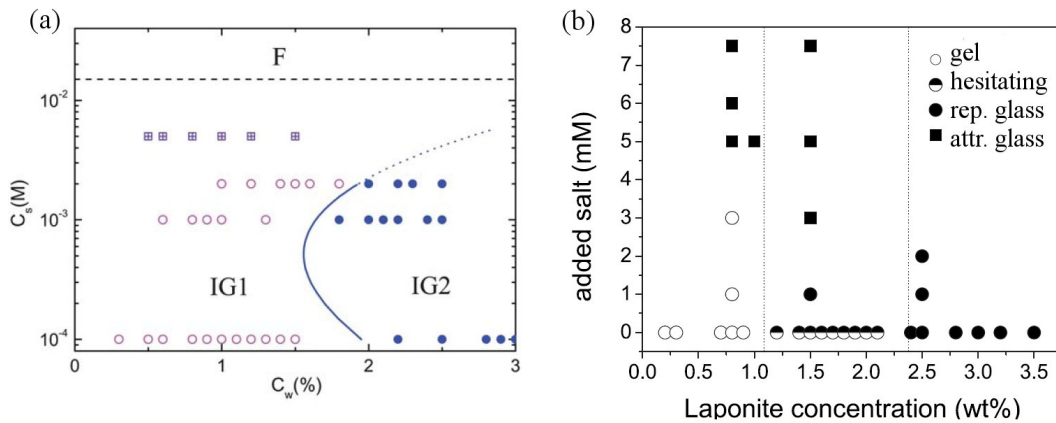 (a)
F
10⁻²
10⁻³
10⁻⁴
C_s(M)
IG1
IG2
0
1
2
3
C_w(%)
(b)
8
7
6
5
4
3
2
1
0
added salt (mM)
gel
hesitating
rep. glass
attr. glass
0.0
0.5
1.0
1.5
2.0
2.5
3.0
3.5
Laponite concentration (wt%)